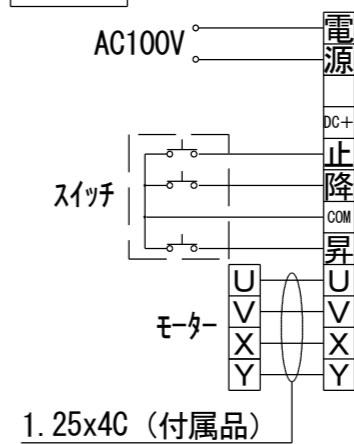 AC100V
電
源
DC+
止
降
COM
昇
スイッチ
U
V
X
Y
モーター
U
V
X
Y
1.25x4C (付属品)